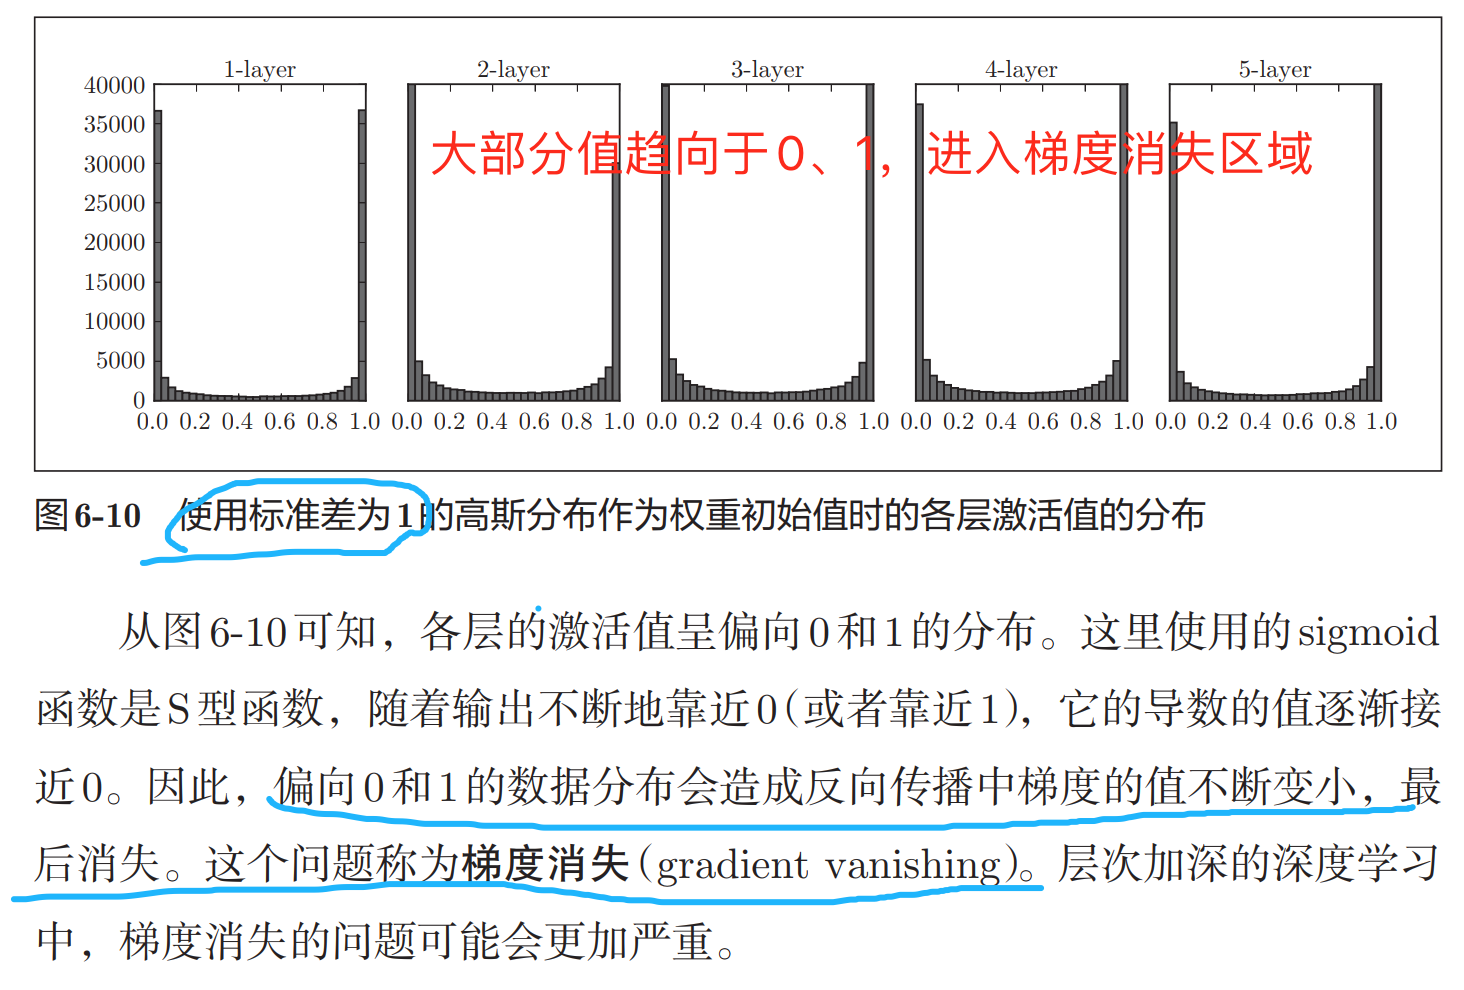 1-layer 2-layer 3-layer 4-layer 5-layer
40000
35000
大部分值趋向于0、1，进入梯度消失区域
30000
25000
20000
15000
10000
5000
0
0.0 0.2 0.4 0.6 0.8 1.0 0.0 0.2 0.4 0.6 0.8 1.0 0.0 0.2 0.4 0.6 0.8 1.0 0.0 0.2 0.4 0.6 0.8 1.0 0.0 0.2 0.4 0.6 0.8 1.0
图6-10 使用标准差为1的高斯分布作为权重初始值时的各层激活值的分布
从图6-10可知，各层的激活值呈偏向0和1的分布。这里使用的sigmoid
函数是S型函数，随着输出不断地靠近0（或者靠近1），它的导数的值逐渐接
近0。因此，偏向0和1的数据分布会造成反向传播中梯度的值不断变小，最
后消失。这个问题称为梯度消失（gradient vanishing）。层次加深的深度学习
中，梯度消失的问题可能会更加严重。